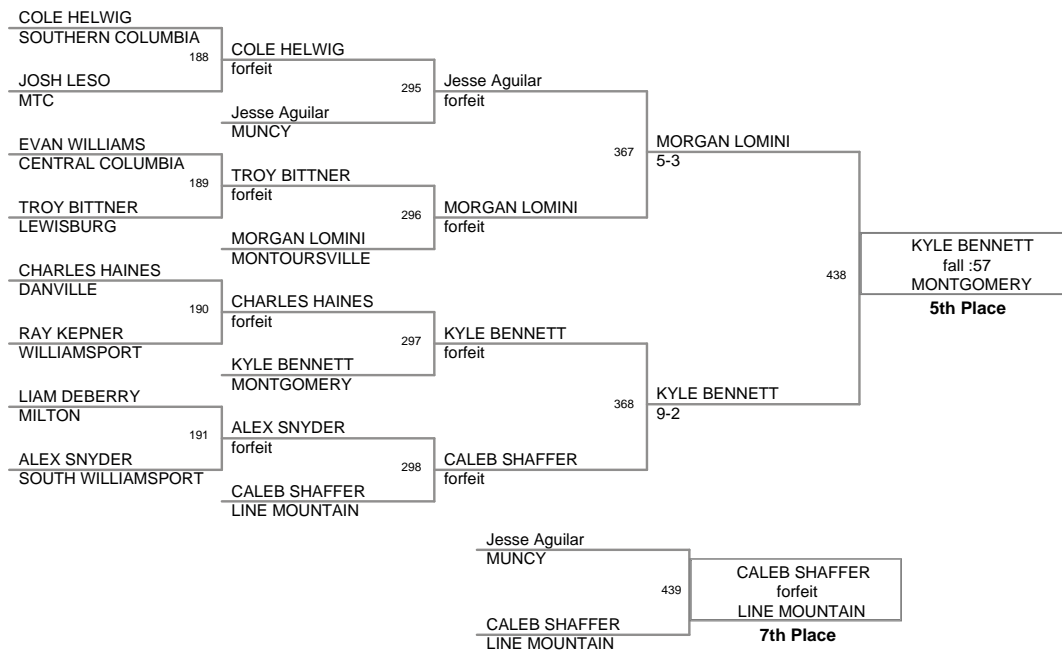 COLE HELWIG
SOUTHERN COLUMBIA
188
JOSH LESO
MTC
EVAN WILLIAMS
CENTRAL COLUMBIA
189
TROY BITTNER
LEWISBURG
CHARLES HAINES
DANVILLE
190
RAY KEPNER
WILLIAMSPORT
LIAM DEBERRY
MILTON
191
ALEX SNYDER
SOUTH WILLIAMSPORT
COLE HELWIG
forfeit
295
Jesse Aguilar
MUNCY
TROY BITTNER
forfeit
296
MORGAN LOMINI
MONTOURSVILLE
CHARLES HAINES
forfeit
297
KYLE BENNETT
MONTGOMERY
ALEX SNYDER
forfeit
298
CALEB SHAFFER
LINE MOUNTAIN
Jesse Aguilar
forfeit
367
MORGAN LOMINI
forfeit
KYLE BENNETT
forfeit
368
CALEB SHAFFER
forfeit
MORGAN LOMINI
5-3
438
KYLE BENNETT
9-2
KYLE BENNETT
fall :57
MONTGOMERY
5th Place
Jesse Aguilar
MUNCY
439
CALEB SHAFFER
LINE MOUNTAIN
CALEB SHAFFER
forfeit
LINE MOUNTAIN
7th Place